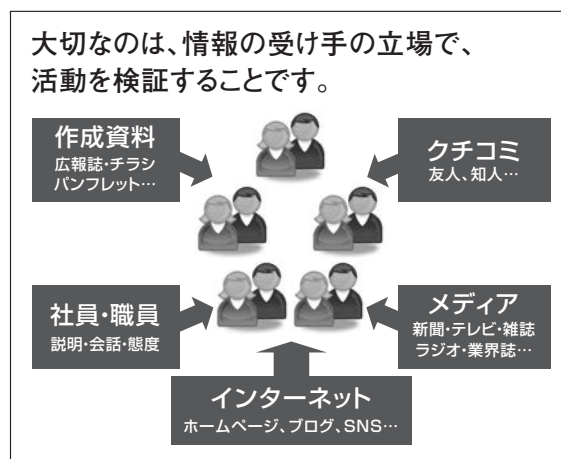 大切なのは、情報の受け手の立場で、
活動を検証することです。
作成資料
広報誌・チラシ
パンフレット…
クチコミ
友人、知人…
社員・職員
説明・会話・態度
メディア
新聞・テレビ・雑誌
ラジオ・業界誌…
インターネット
ホームページ、ブログ、SNS…